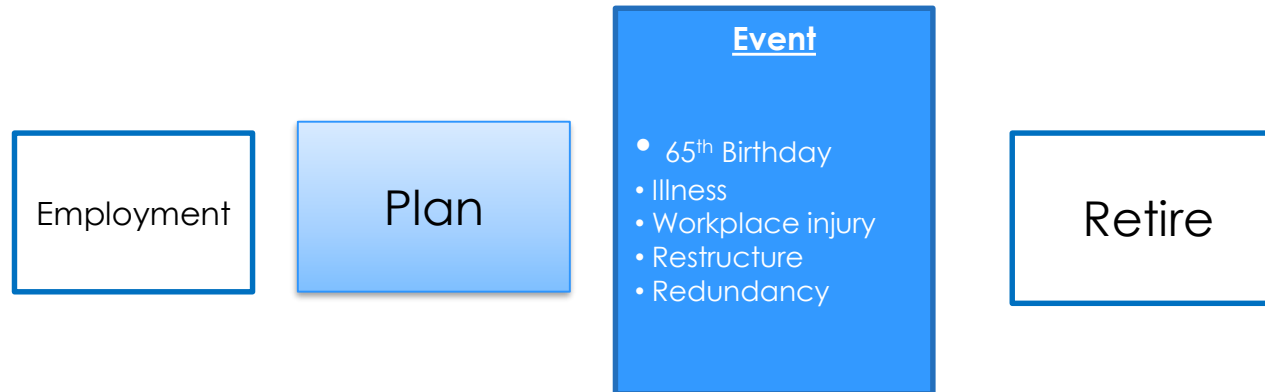 Employment
Plan
Event
• 65th Birthday
• Illness
• Workplace injury
• Restructure
• Redundancy
Retire